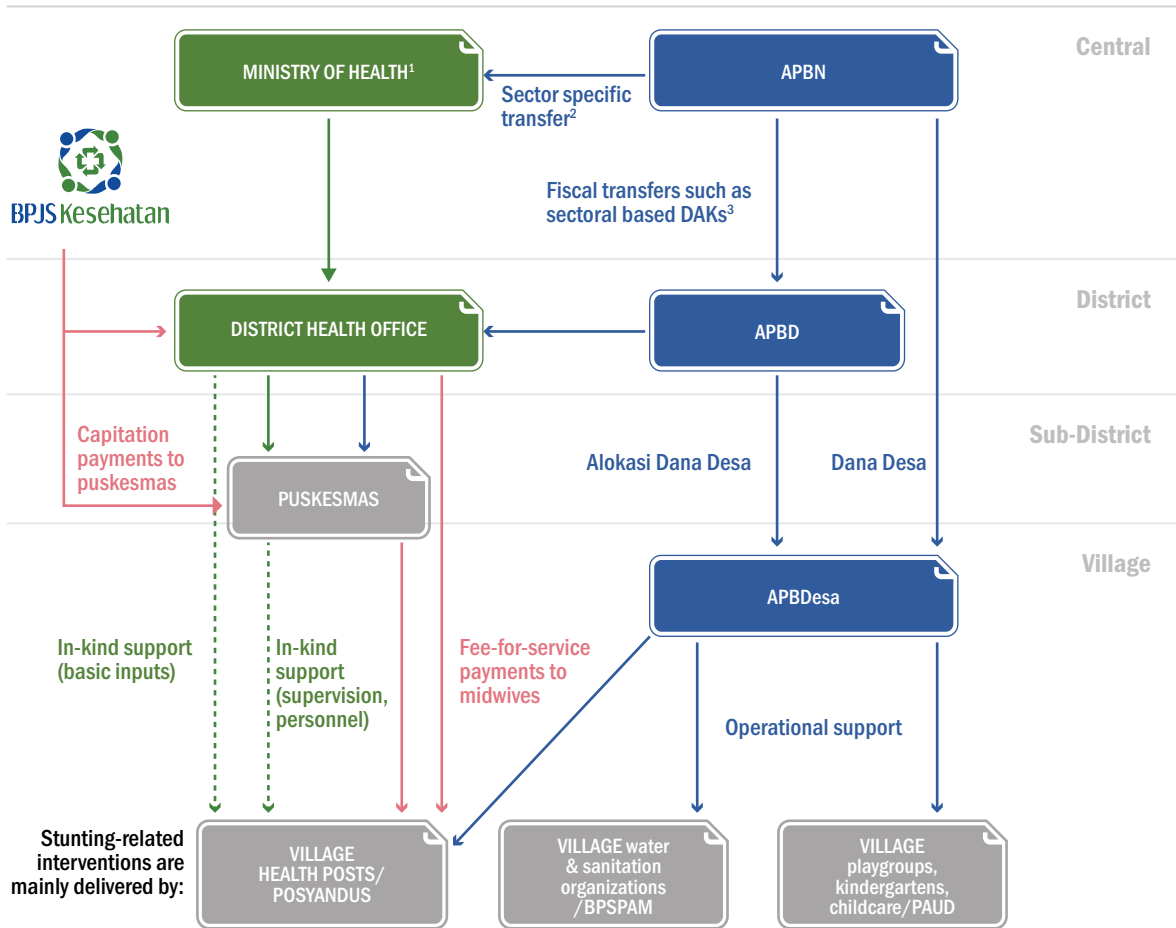 Central
MINISTRY OF HEALTH¹
APBN
Sector specific
transfer²
BPJS Kesehatan
Fiscal transfers such as
sectoral based DAKs³
District
DISTRICT HEALTH OFFICE
APBD
Sub-District
Capitation
payments to
puskesmas
Alokasi Dana Desa
Dana Desa
PUSKESMAS
Village
APBDesa
In-kind support
(basic inputs)
In-kind
support
(supervision,
personnel)
Fee-for-service
payments to
midwives
Operational support
Stunting-related
interventions are
mainly delivered by:
VILLAGE
HEALTH POSTS/
POSYANDUS
VILLAGE water
& sanitation
organizations
/BPSPAM
VILLAGE
playgroups,
kindergartens,
childcare/PAUD